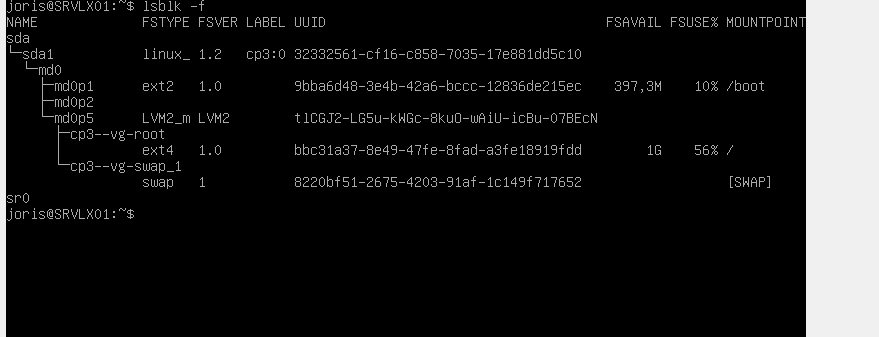 joris@SRVLX01:~$ lsblk -f
NAME FSTYPE FSVER LABEL UUID FSAVAIL FSUSE% MOUNTPOINT
sda
└─sda1 linux_ 1.2 cp3:0 32332561-cf16-c858-7035-17e881dd5c10
└─md0
├─md0p1 ext2 1.0 9bba6d48-3e4b-42a6-bccc-12836de215ec 397,3M 10% /boot
├─md0p2
└─md0p5 LVM2_m LVM2 tlCGJ2-LG5u-kWGc-8kuO-wAiU-icBu-07BEcN
├─cp3--vg-root
│ ext4 1.0 bbc31a37-8e49-47fe-8fad-a3fe18919fdd 1G 56% /
└─cp3--vg-swap_1
swap 1 8220bf51-2675-4203-91af-1c149f717652 [SWAP]
sr0
joris@SRVLX01:~$